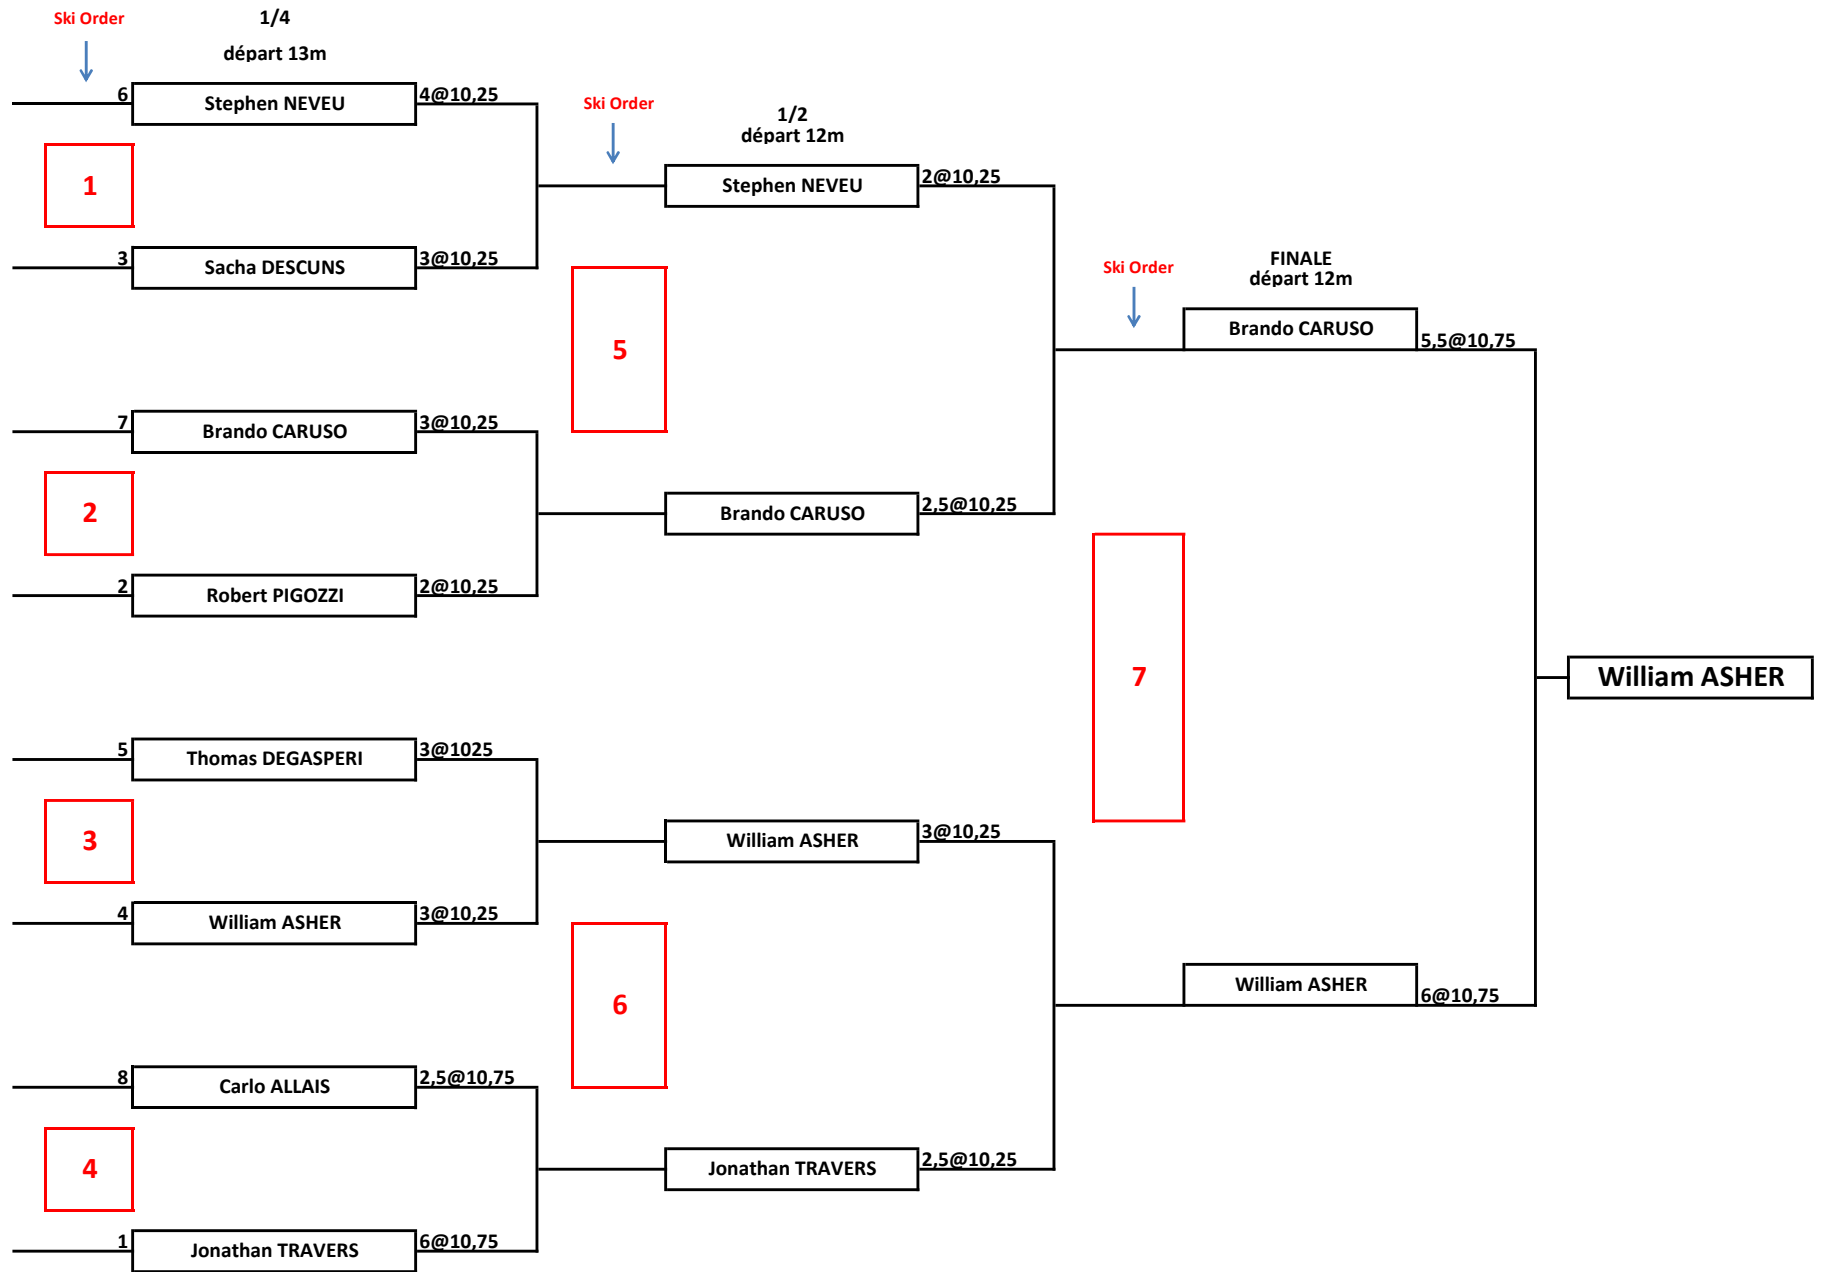 Ski Order
1/4
départ 13m
6 Stephen NEVEU 4@10,25
1
3 Sacha DESCUNS 3@10,25
7 Brando CARUSO 3@10,25
2
2 Robert PIGOZZI 2@10,25
5 Thomas DEGASPERI 3@1025
3
4 William ASHER 3@10,25
8 Carlo ALLAIS 2,5@10,75
4
1 Jonathan TRAVERS 6@10,75
Ski Order
1/2
départ 12m
Stephen NEVEU 2@10,25
5
Brando CARUSO 2,5@10,25
William ASHER 3@10,25
6
Jonathan TRAVERS 2,5@10,25
Ski Order
FINALE
départ 12m
Brando CARUSO 5,5@10,75
7
William ASHER 6@10,75
William ASHER